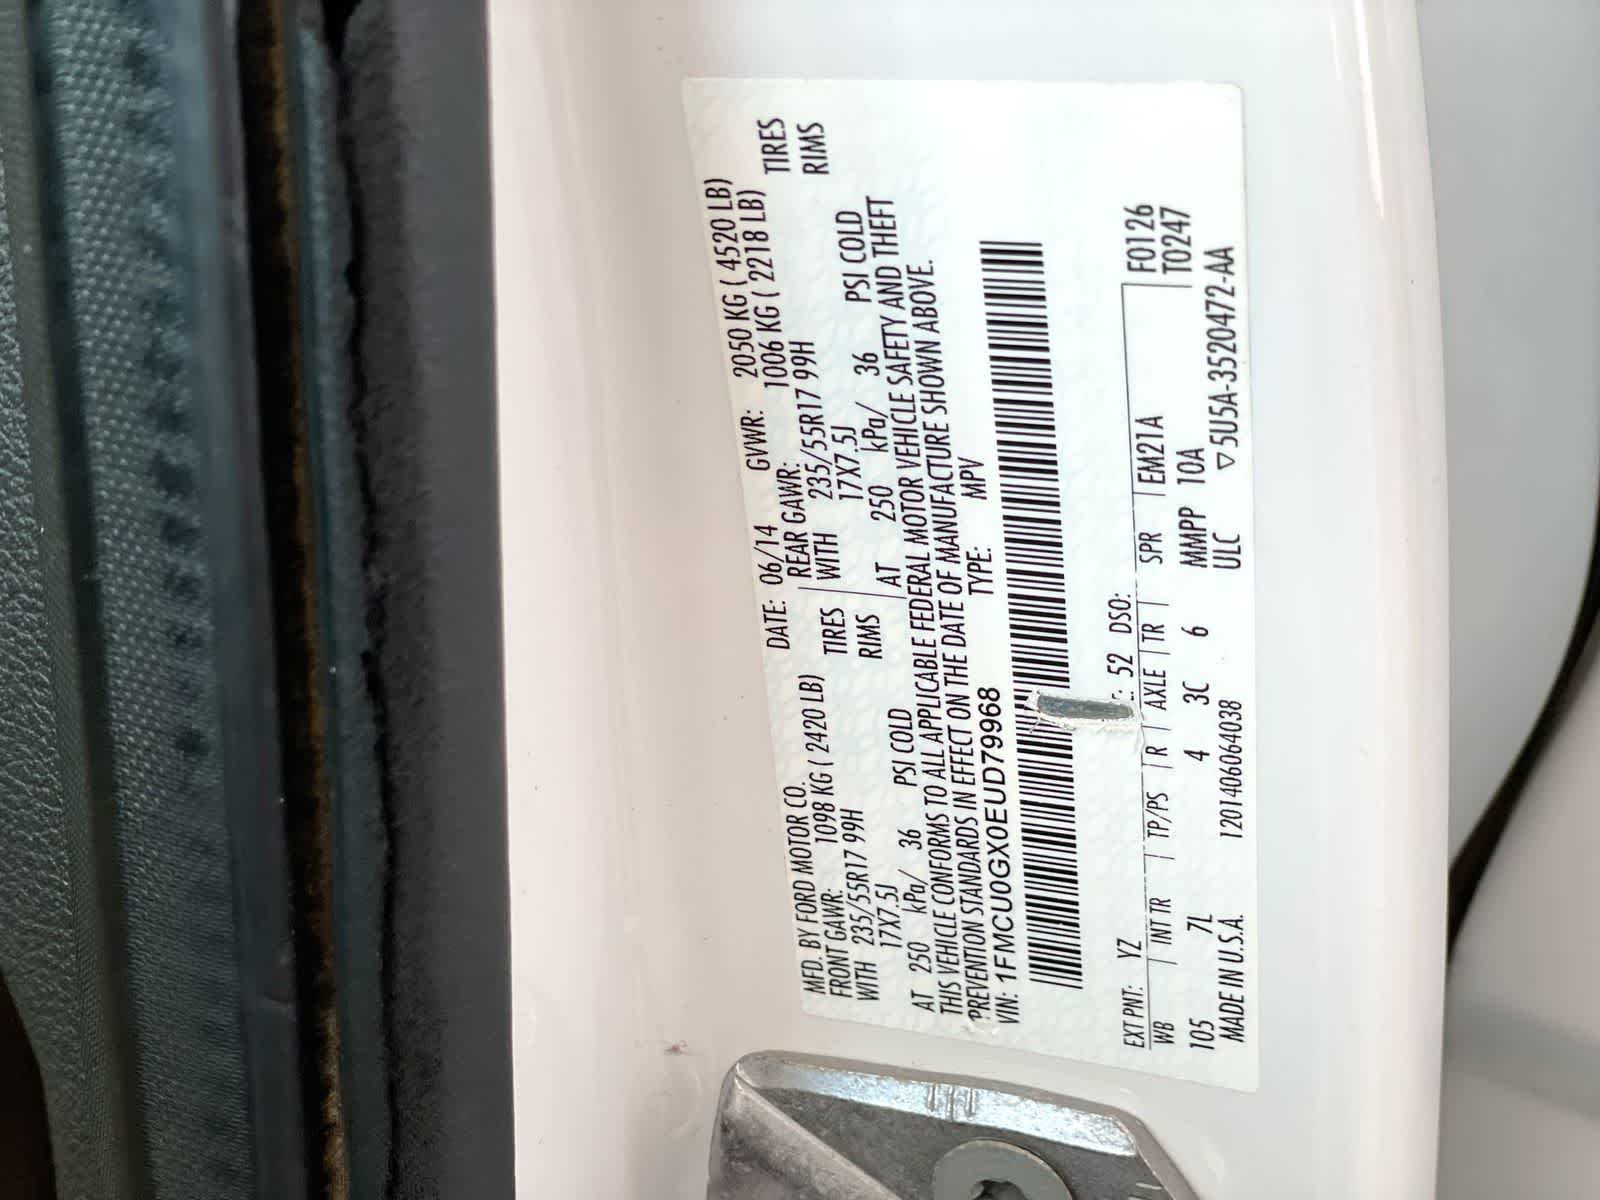 MFD. BY FORD MOTOR CO.
DATE: 06/14 GVWR: 2050 KG ( 4520 LB)
FRONT GAWR: 1098 KG ( 2420 LB) REAR GAWR: 1006 KG ( 2218 LB)
WITH 235/55R17 99H TIRES WITH 235/55R17 99H TIRES
17X7.5J RIMS 17X7.5J RIMS
AT 250 kPa/ 36 PSI COLD AT 250 kPa/ 36 PSI COLD
THIS VEHICLE CONFORMS TO ALL APPLICABLE FEDERAL MOTOR VEHICLE SAFETY AND THEFT
PREVENTION STANDARDS IN EFFECT ON THE DATE OF MANUFACTURE SHOWN ABOVE.
VIN: 1FMCU0GX0EUD79968 TYPE: MPV
F0126
EXT PNT: YZ : 52 DSO: T0247
WB INT TR TP/PS R AXLE TR SPR EM21A
105 7L 4 3C 6 MMPP 10A
MADE IN U.S.A. 1201406064038 ULC ▽5U5A-3520472-AA